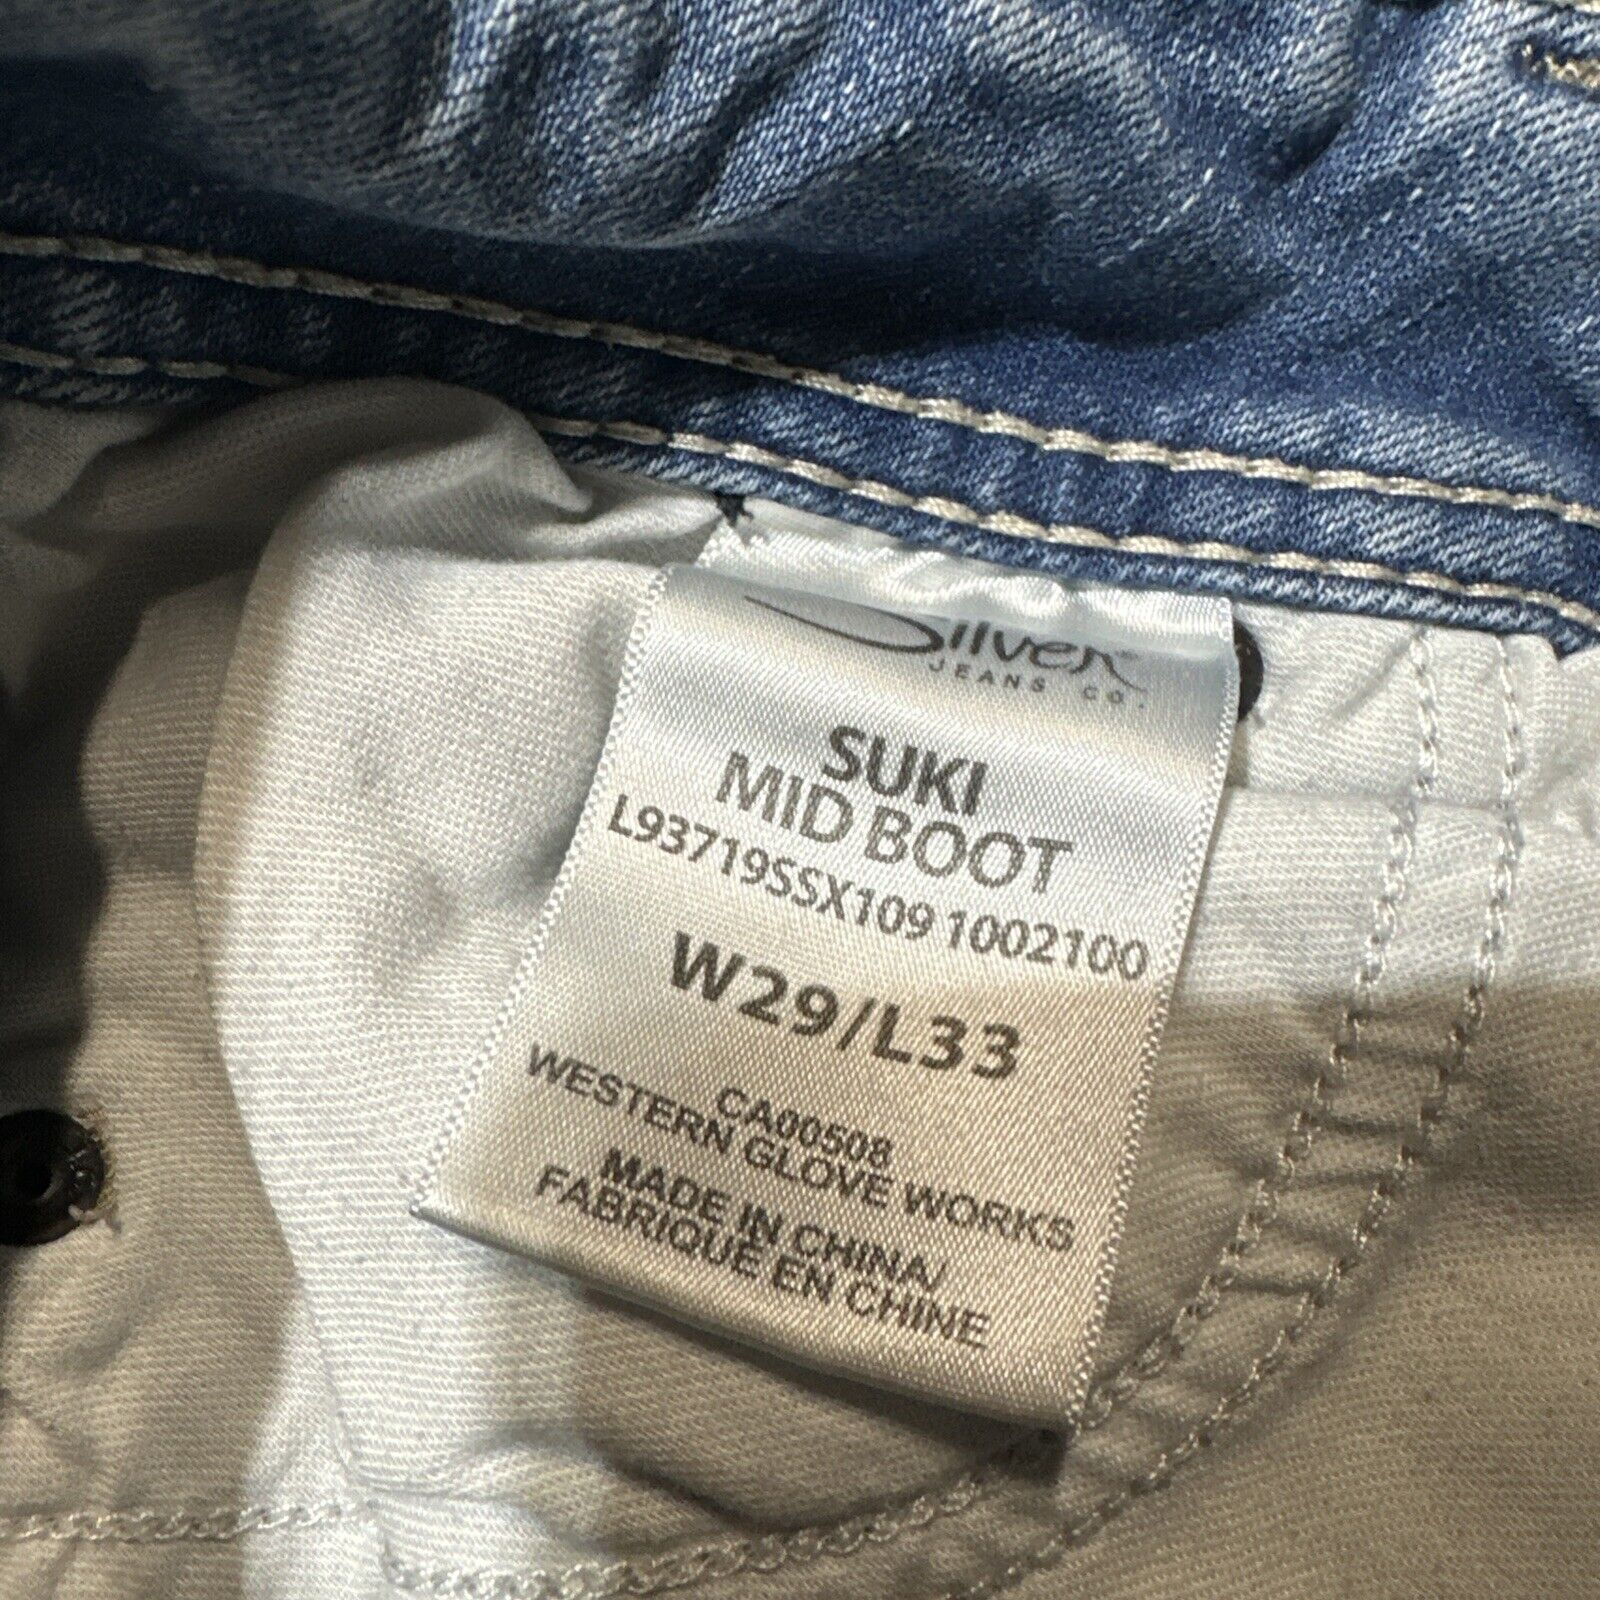 Silver
JEANS CO.
SUKI
MID BOOT
L93719SSX109 1002100
W29/L33
CA00508
WESTERN GLOVE WORKS
MADE IN CHINA/
FABRIQUÉ EN CHINE